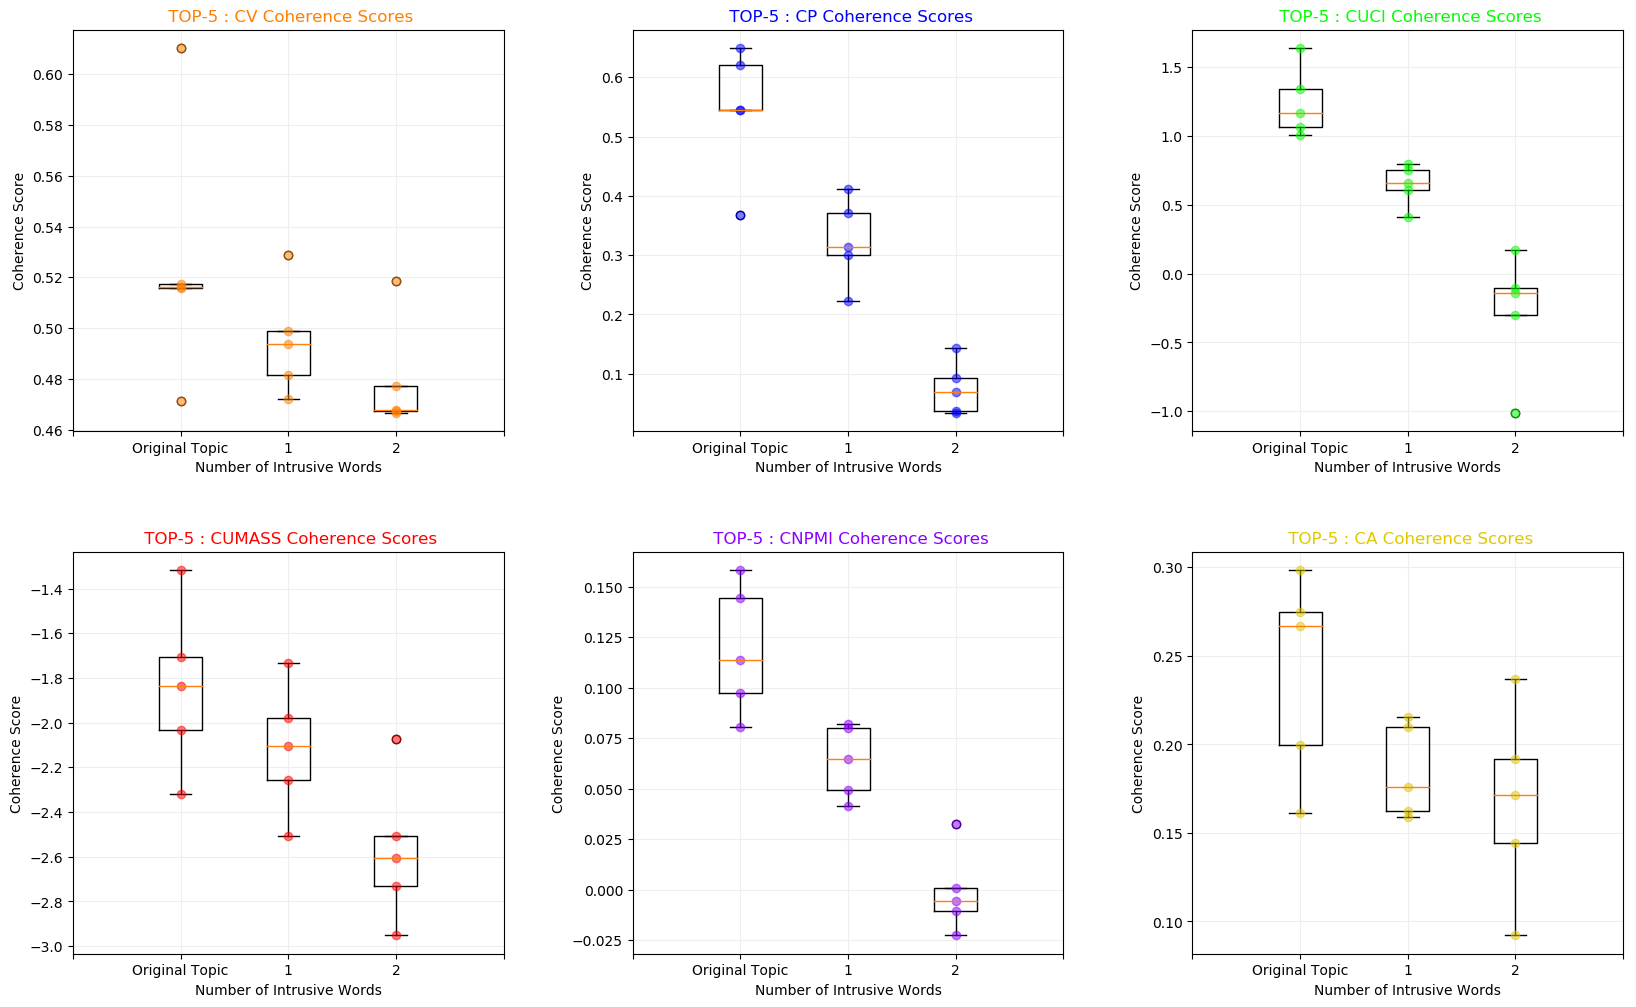 TOP-5 : CV Coherence Scores
Coherence Score
0.60
0.58
0.56
0.54
0.52
0.50
0.48
0.46
Original Topic 1 2
Number of Intrusive Words
TOP-5 : CP Coherence Scores
Coherence Score
0.6
0.5
0.4
0.3
0.2
0.1
Original Topic 1 2
Number of Intrusive Words
TOP-5 : CUCI Coherence Scores
Coherence Score
1.5
1.0
0.5
0.0
−0.5
−1.0
Original Topic 1 2
Number of Intrusive Words
TOP-5 : CUMASS Coherence Scores
Coherence Score
−1.4
−1.6
−1.8
−2.0
−2.2
−2.4
−2.6
−2.8
−3.0
Original Topic 1 2
Number of Intrusive Words
TOP-5 : CNPMI Coherence Scores
Coherence Score
0.150
0.125
0.100
0.075
0.050
0.025
0.000
−0.025
Original Topic 1 2
Number of Intrusive Words
TOP-5 : CA Coherence Scores
Coherence Score
0.30
0.25
0.20
0.15
0.10
Original Topic 1 2
Number of Intrusive Words